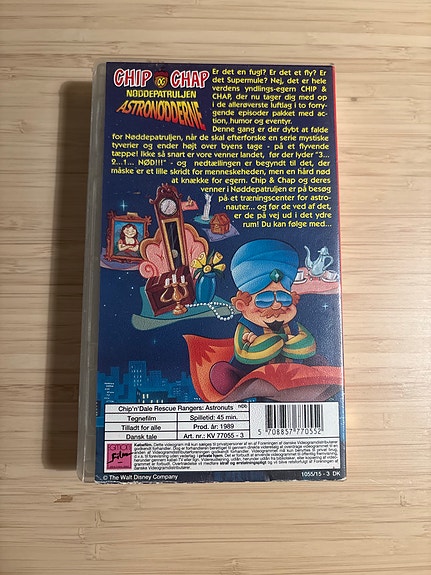 CHIP OG CHAP
NØDDEPATRULJEN
ASTRONØDDERNE
Er det en fugl? Er det et fly? Er
det Supermule? Nej, det er hele
verdens yndlings-egern CHIP &
CHAP, der nu tager dig med op
i de allerøverste luftlag i to forry-
gende episoder pakket med ac-
tion, humor og eventyr.
Denne gang er der dybt at falde
for Nøddepatruljen, når de skal efterforske en serie mystiske
tyverier og ender højt over byens tage - på et flyvende
tæppe! Ikke så snart er vore venner landet, før der lyder "3...
2...1... NØD!!!" - og nedtællingen er begyndt til det, der
måske er et lille skridt for menneskeheden, men en hård nød
at knække for egern. Chip & Chap og deres
venner i Nøddepatruljen er på besøg
på et træningscenter for astro-
nauter... og før de ved af det,
er de på vej ud i det ydre
rum! Du kan følge med...
Chip'n'Dale Rescue Rangers: Astronuts
Tegnefilm
Spilletid: 45 min.
Tilladt for alle
Prod. år: 1989
Dansk tale
Art. nr.: KV 77055 - 3
5 708857 770552
1055/15 - 3 DK
© The Walt Disney Company